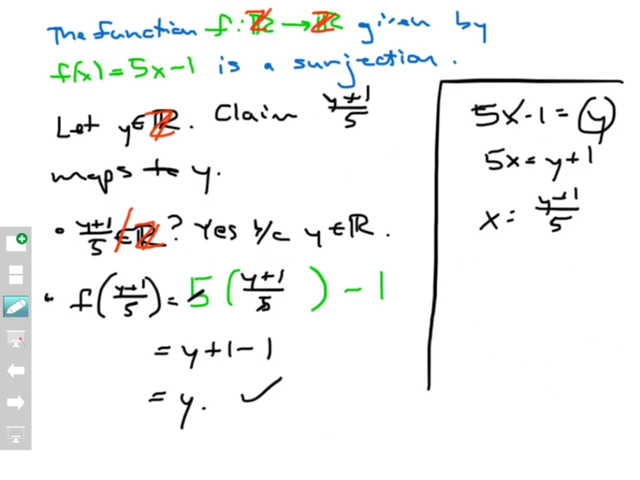 The function f: ℤ → ℤ given by
f(x) = 5x - 1 is a surjection.
Let y ∈ ℤ. Claim (y+1)/5
maps to y.
• (y+1)/5 ∉ ℤ? Yes b/c y ∈ ℝ.
• f((y+1)/5) = 5((y+1)/5) - 1
= y + 1 - 1
= y. ✓
5x - 1 = y
5x = y + 1
x = (y+1)/5